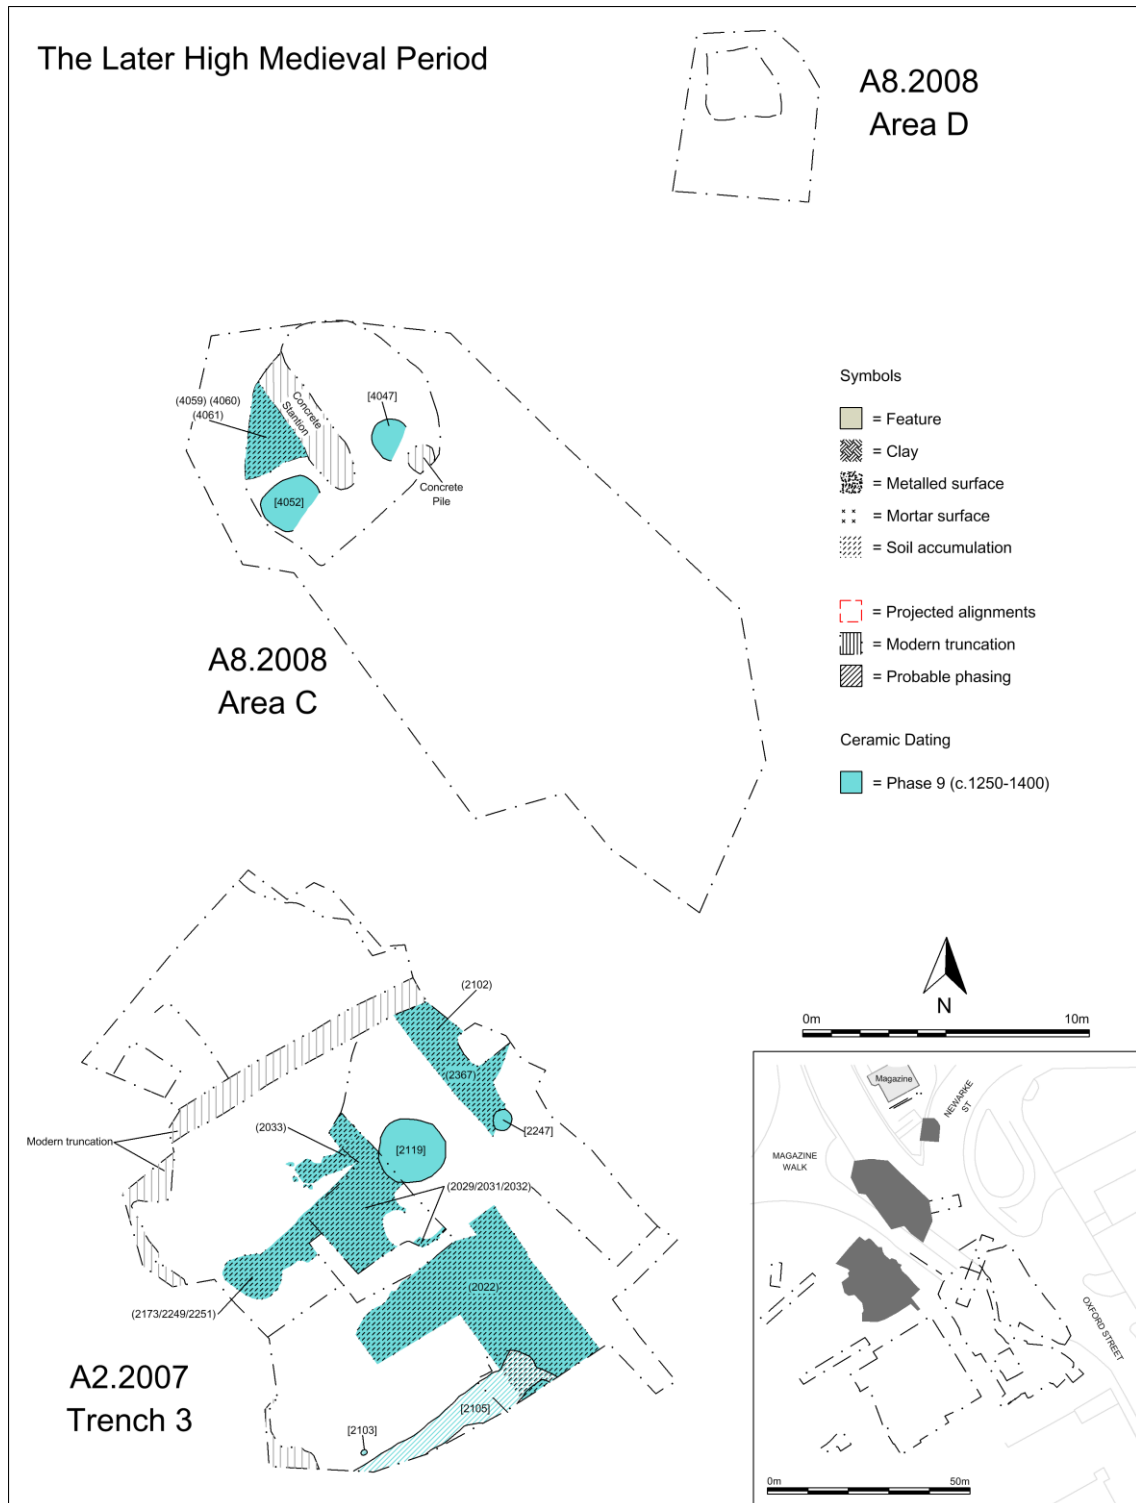 The Later High Medieval Period
A8.2008
Area D
Symbols
= Feature
= Clay
= Metalled surface
= Mortar surface
= Soil accumulation
= Projected alignments
= Modern truncation
= Probable phasing
Ceramic Dating
= Phase 9 (c.1250-1400)
(4059) (4060)
(4061)
Concrete
Stantion
[4047]
Concrete
Pile
[4052]
A8.2008
Area C
(2102)
(2367)
[2247]
Modern truncation
(2033)
[2119]
(2029/2031/2032)
(2022)
(2173/2249/2251)
A2.2007
Trench 3
[2105]
[2103]
N
0m 10m
Magazine
NEWARKE
ST
MAGAZINE
WALK
OXFORD STREET
0m 50m